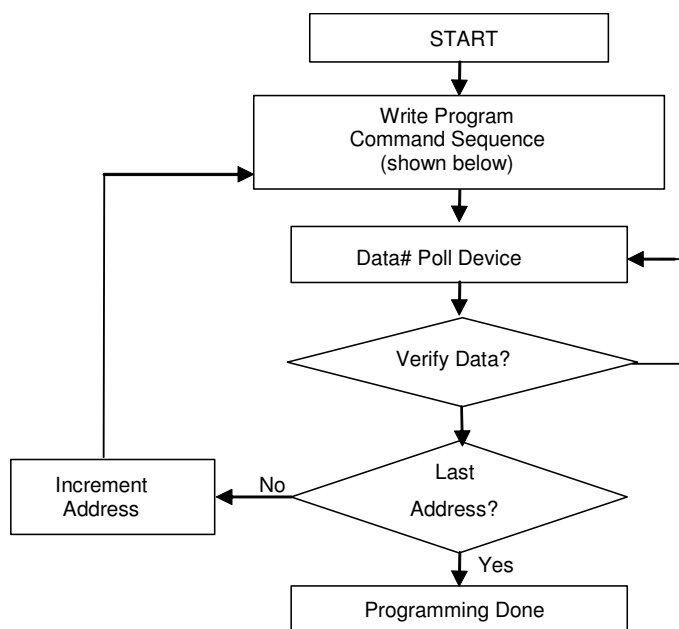 START
Write Program
Command Sequence
(shown below)
Data# Poll Device
Verify Data?
Last
Address?
No
Increment
Address
Yes
Programming Done